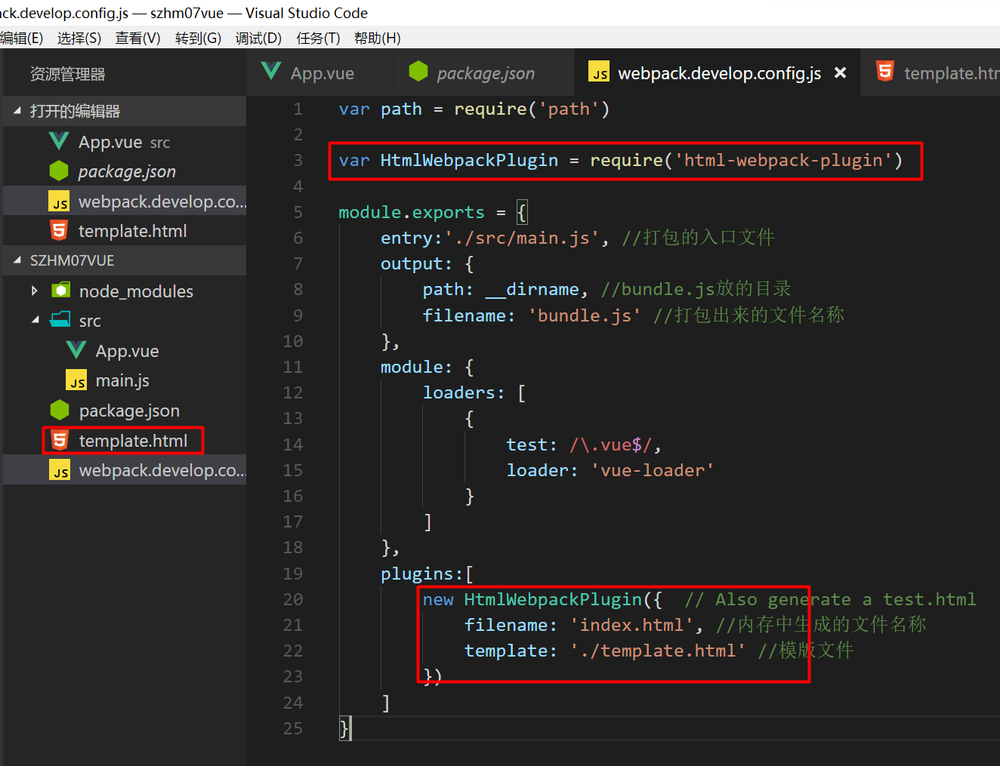 ck.develop.config.js — szhm07vue — Visual Studio Code
编辑(E) 选择(S) 查看(V) 转到(G) 调试(D) 任务(T) 帮助(H)
资源管理器
打开的编辑器
App.vue src
package.json
JS webpack.develop.co...
5 template.html
SZHM07VUE
node_modules
src
App.vue
JS main.js
package.json
5 template.html
JS webpack.develop.co...
App.vue package.json JS webpack.develop.config.js × 5 template.htm
1 var path = require('path')
2
3 var HtmlWebpackPlugin = require('html-webpack-plugin')
4
5 module.exports = {
6 entry:'./src/main.js', //打包的入口文件
7 output: {
8 path: __dirname, //bundle.js放的目录
9 filename: 'bundle.js' //打包出来的文件名称
10 },
11 module: {
12 loaders: [
13 {
14 test: /\.vue$/,
15 loader: 'vue-loader'
16 }
17 ]
18 },
19 plugins:[
20 new HtmlWebpackPlugin({ // Also generate a test.html
21 filename: 'index.html', //内存中生成的文件名称
22 template: './template.html' //模版文件
23 })
24 ]
25 }